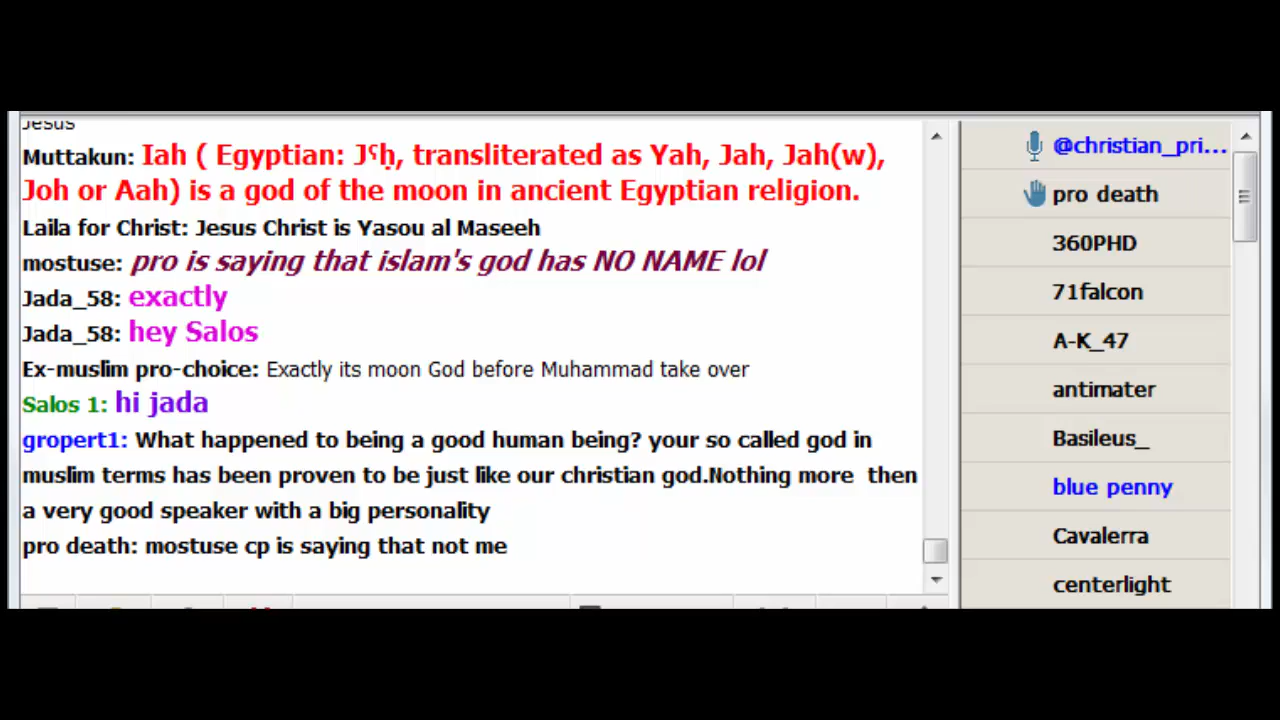 Jesus
Muttakun: Iah ( Egyptian: Jˤḥ, transliterated as Yah, Jah, Jah(w),
Joh or Aah) is a god of the moon in ancient Egyptian religion.
Laila for Christ: Jesus Christ is Yasou al Maseeh
mostuse: pro is saying that islam's god has NO NAME lol
Jada_58: exactly
Jada_58: hey Salos
Ex-muslim pro-choice: Exactly its moon God before Muhammad take over
Salos 1: hi jada
gropert1: What happened to being a good human being? your so called god in
muslim terms has been proven to be just like our christian god.Nothing more then
a very good speaker with a big personality
pro death: mostuse cp is saying that not me
@christian_pri...
pro death
360PHD
71falcon
A-K_47
antimater
Basileus_
blue penny
Cavalerra
centerlight